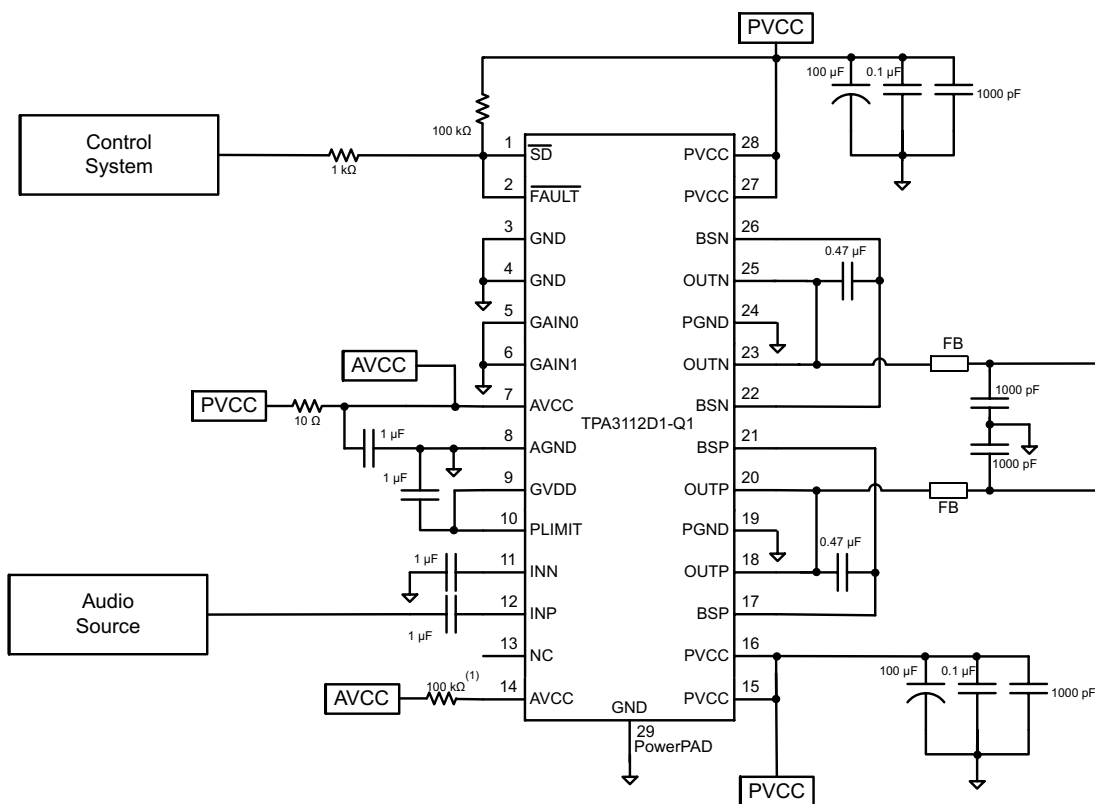 PVCC
100 µF
0.1 µF
1000 pF
100 kΩ
Control
System
1 kΩ
1
SD
28
PVCC
2
FAULT
27
PVCC
3
GND
26
BSN
0.47 µF
4
GND
25
OUTN
5
GAIN0
24
PGND
6
GAIN1
23
OUTN
FB
AVCC
PVCC
10 Ω
7
AVCC
22
BSN
1000 pF
TPA3112D1-Q1
1 µF
8
AGND
21
BSP
1000 pF
1 µF
9
GVDD
20
OUTP
FB
10
PLIMIT
19
PGND
0.47 µF
1 µF
11
INN
18
OUTP
Audio
Source
1 µF
12
INP
17
BSP
13
NC
16
PVCC
100 µF
0.1 µF
1000 pF
AVCC
100 kΩ(1)
14
AVCC
15
PVCC
GND
29
PowerPAD
PVCC